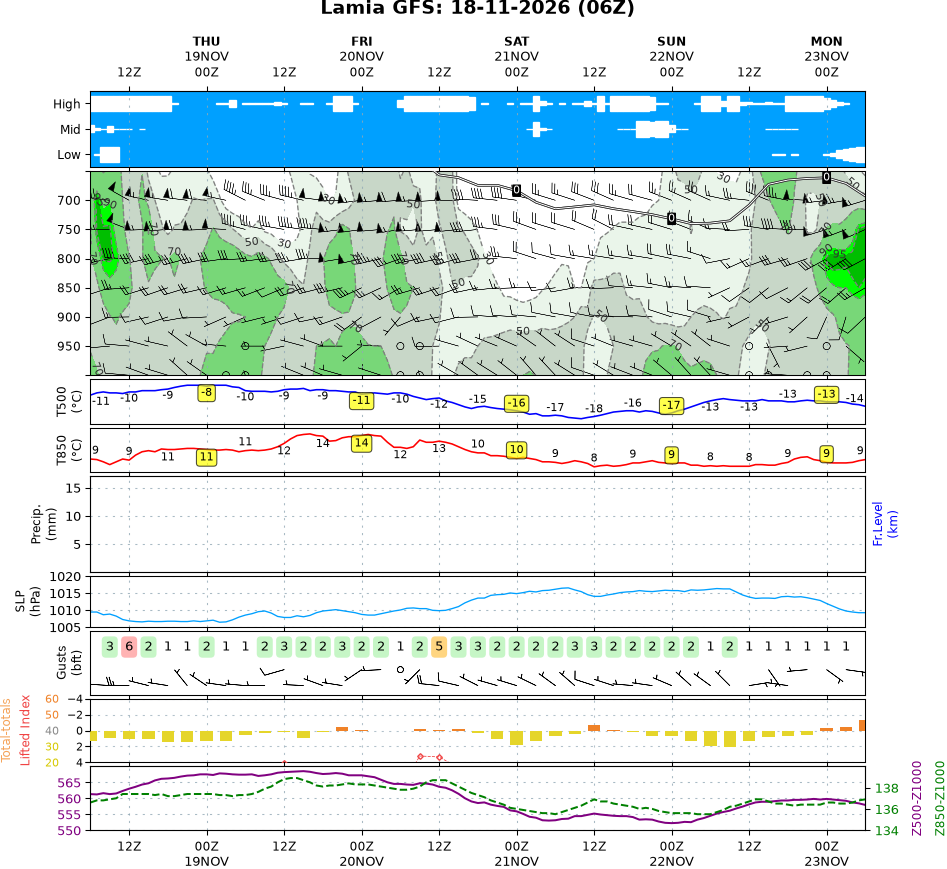 Lamia GFS: 18-11-2026 (06Z)
THU FRI SAT SUN MON
19NOV 20NOV 21NOV 22NOV 23NOV
12Z 00Z 12Z 00Z 12Z 00Z 12Z 00Z 12Z 00Z
High
Mid
Low
700
750
800
850
900
950
0 0 0
50 50 30 50 70 30 50 50 50 50 70 90 95
T500 (°C)
-11 -10 -9 -8 -10 -9 -9 -11 -10 -12 -15 -16 -17 -18 -16 -17 -13 -13 -13 -13 -14
T850 (°C)
9 9 11 11 11 12 14 14 12 13 10 10 9 8 9 9 8 8 9 9 9
Precip. (mm)
15
10
5
Fr.Level (km)
SLP (hPa)
1020
1015
1010
1005
Gusts (bft)
3 6 2 1 1 2 1 1 2 3 2 2 3 2 2 1 2 5 3 3 2 2 2 2 3 3 2 2 2 2 2 1 2 1 1 1 1 1 1
Total-totals
Lifted Index
60 −4
50 −2
40 0
30 2
20 4
565
560
555
550
138
136
134
Z500-Z1000
Z850-Z1000
12Z 00Z 12Z 00Z 12Z 00Z 12Z 00Z 12Z 00Z
19NOV 20NOV 21NOV 22NOV 23NOV